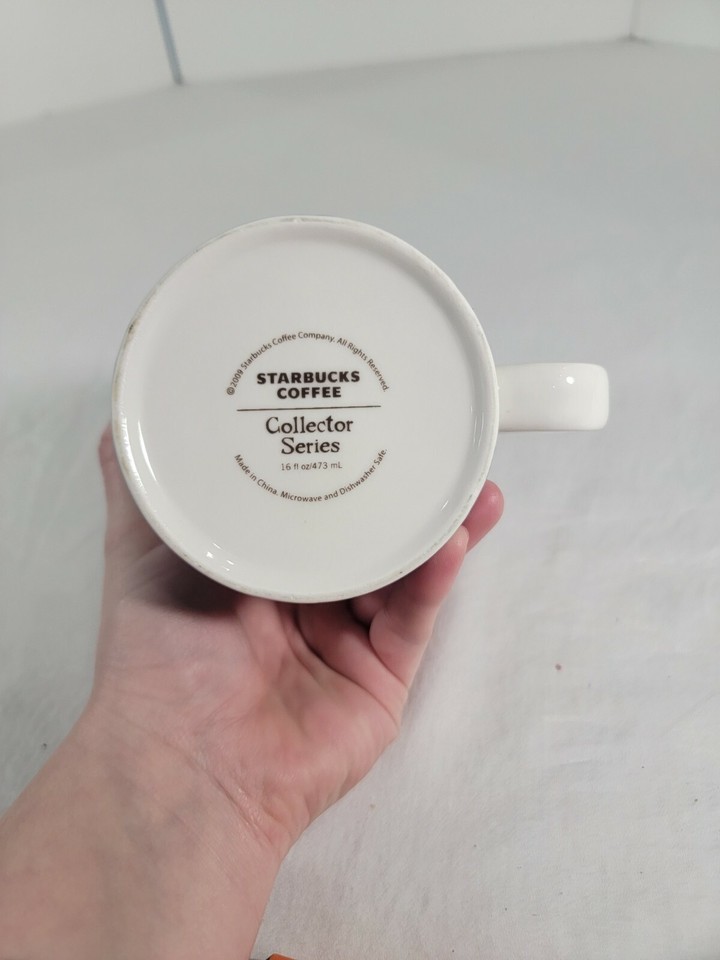 ©2009 Starbucks Coffee Company. All Rights Reserved.
STARBUCKS
COFFEE
Collector
Series
16 fl oz/473 mL
Made in China. Microwave and Dishwasher Safe.